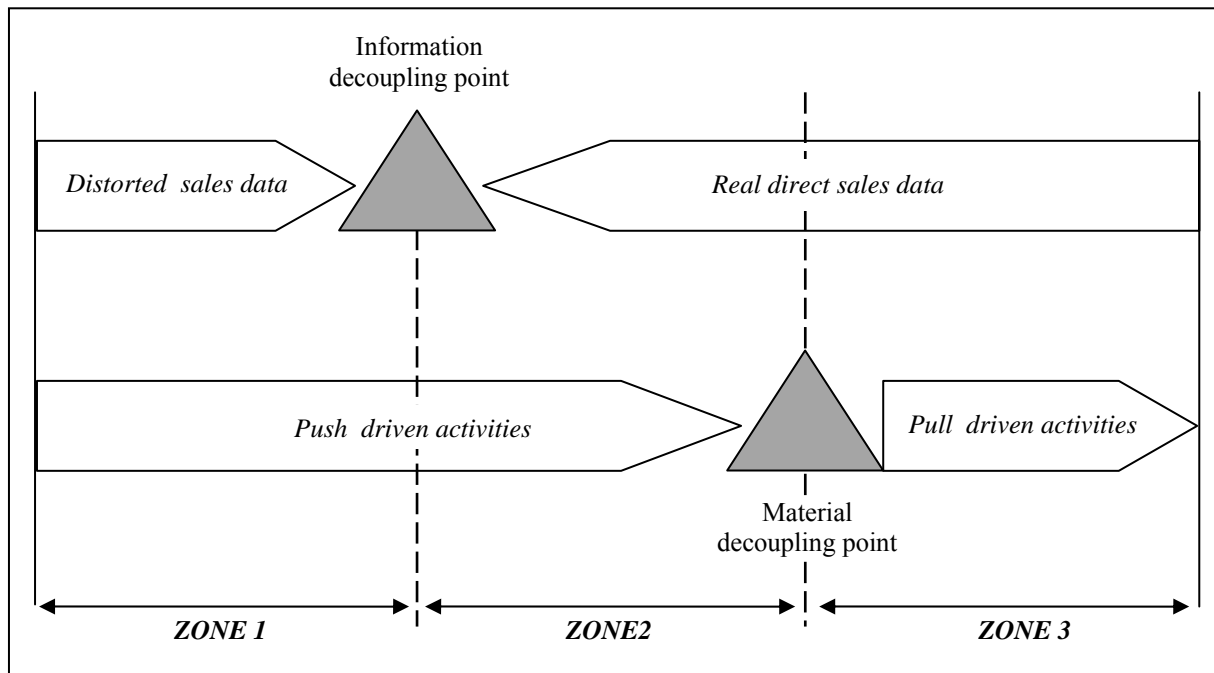 Information
decoupling point
Distorted sales data
Real direct sales data
Push driven activities
Pull driven activities
Material
decoupling point
ZONE 1
ZONE2
ZONE 3